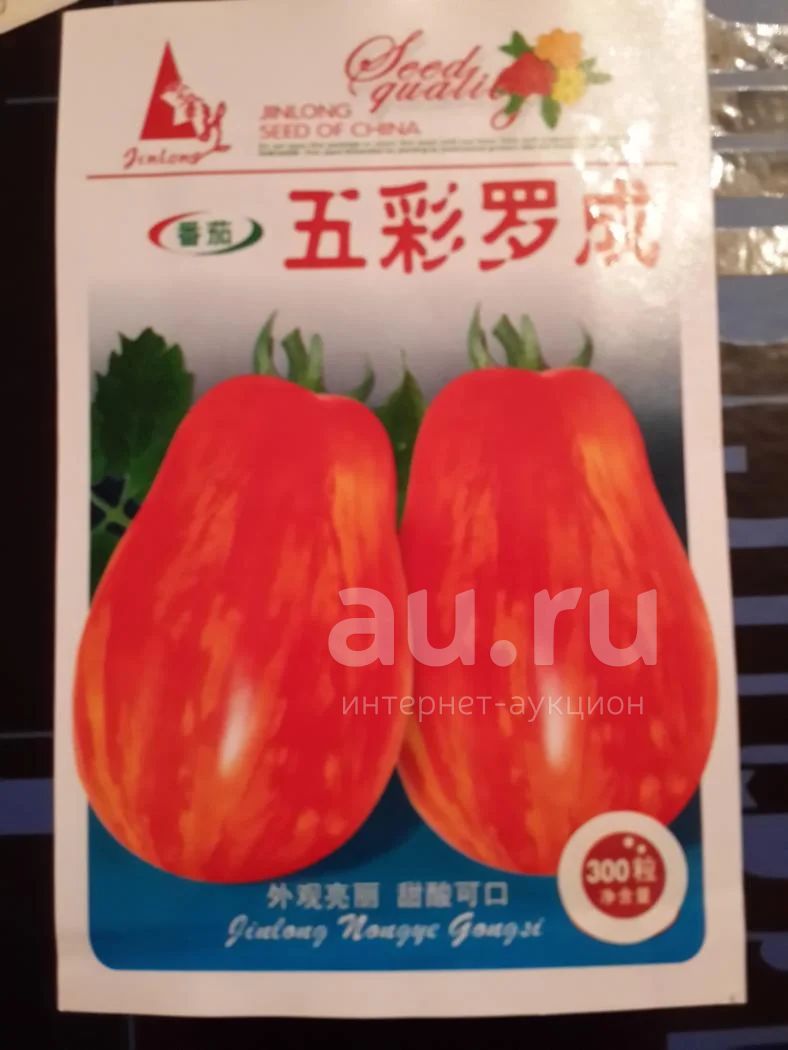 Seed
quality
JINLONG
SEED OF CHINA
Jinlong
番茄 五彩罗成
au.ru
интернет-аукцион
300粒
净含量
外观亮丽 甜酸可口
Jinlong Nongye Gongsi